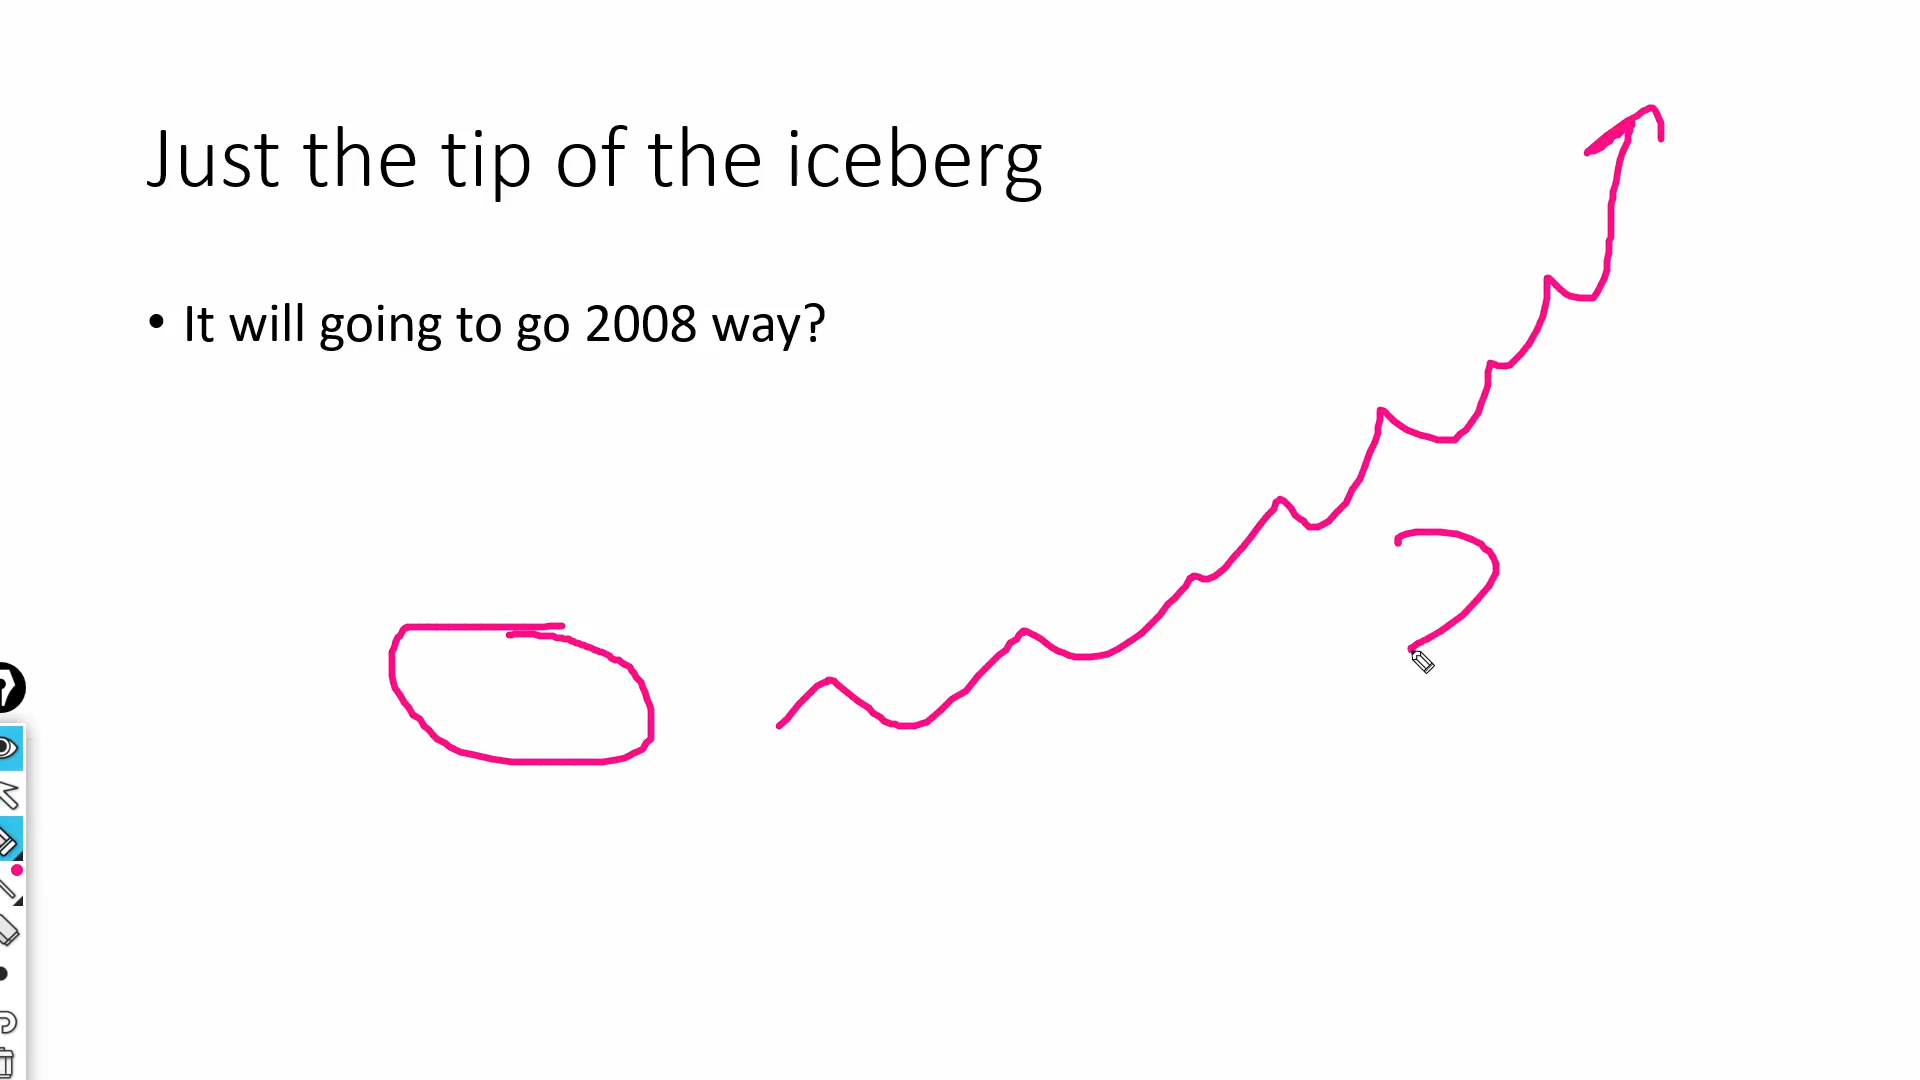 Just the tip of the iceberg
• It will going to go 2008 way?
?